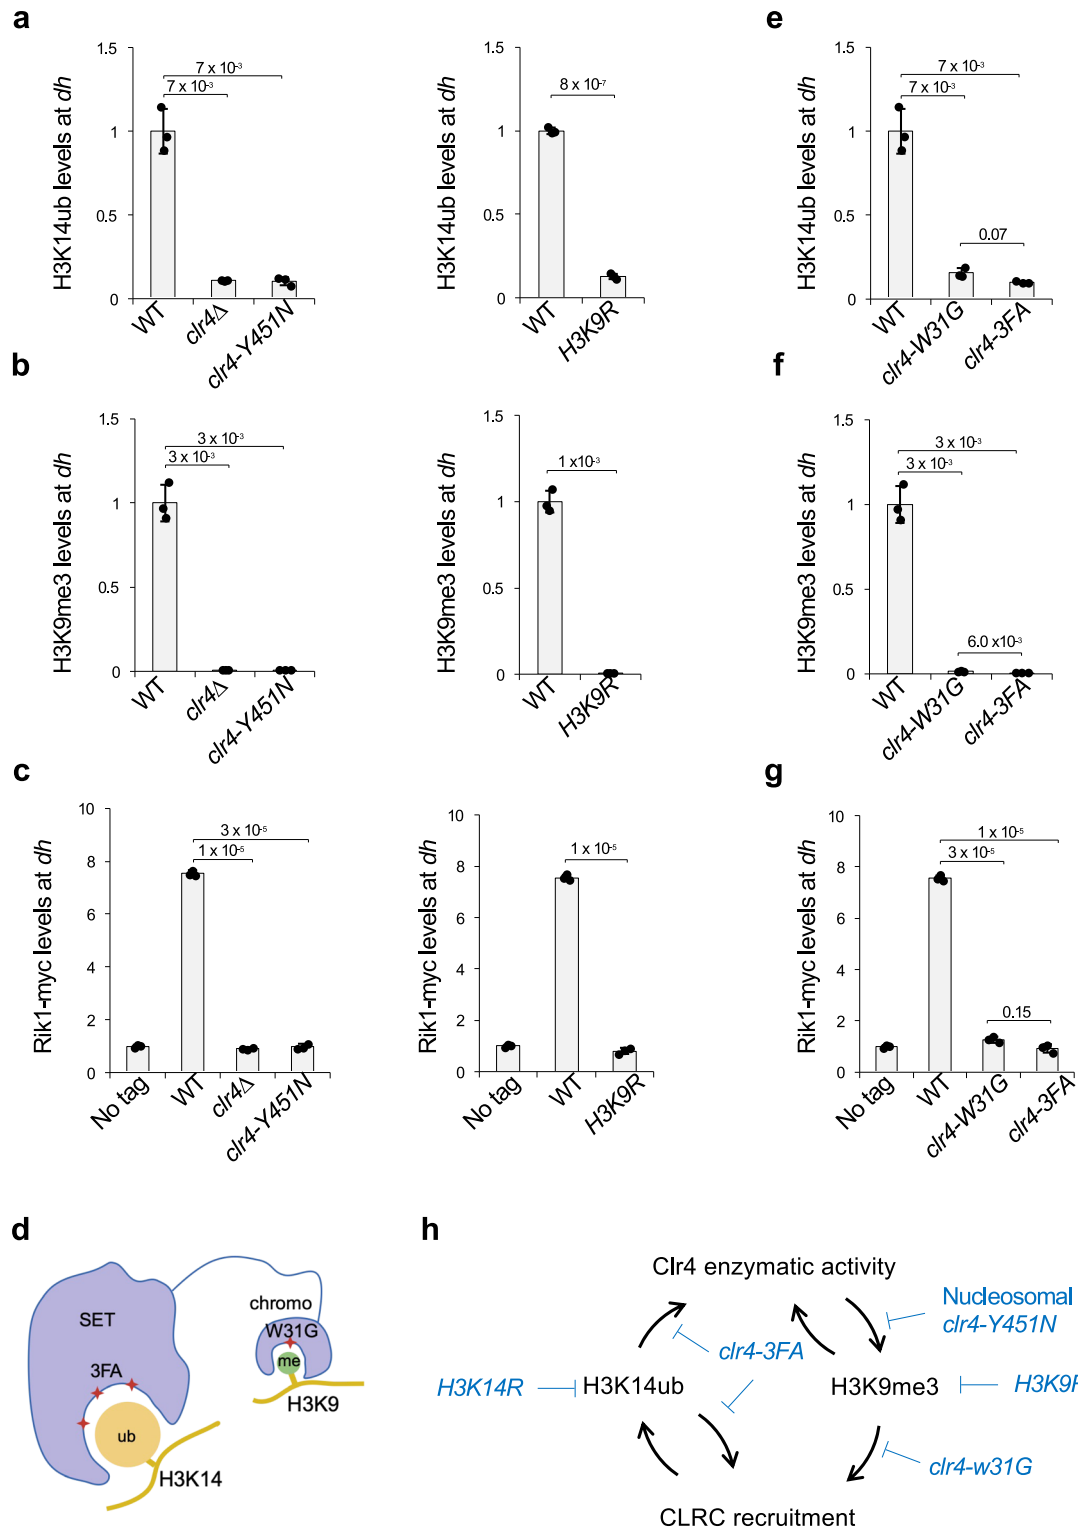 a
H3K14ub levels at dh
1.5
1
0.5
0
7 x 10⁻³
7 x 10⁻³
WT
clr4Δ
clr4-Y451N
H3K14ub levels at dh
1.5
1
0.5
0
8 x 10⁻⁷
WT
H3K9R
e
H3K14ub levels at dh
1.5
1
0.5
0
7 x 10⁻³
7 x 10⁻³
0.07
WT
clr4-W31G
clr4-3FA
b
H3K9me3 levels at dh
1.5
1
0.5
0
3 x 10⁻³
3 x 10⁻³
WT
clr4Δ
clr4-Y451N
H3K9me3 levels at dh
1.5
1
0.5
0
1 x10⁻³
WT
H3K9R
f
H3K9me3 levels at dh
1.5
1
0.5
0
3 x 10⁻³
3 x 10⁻³
6.0 x10⁻³
WT
clr4-W31G
clr4-3FA
c
Rik1-myc levels at dh
10
8
6
4
2
0
3 x 10⁻⁵
1 x 10⁻⁵
No tag
WT
clr4Δ
clr4-Y451N
Rik1-myc levels at dh
10
8
6
4
2
0
1 x 10⁻⁵
No tag
WT
H3K9R
g
Rik1-myc levels at dh
10
8
6
4
2
0
1 x 10⁻⁵
3 x 10⁻⁵
0.15
No tag
WT
clr4-W31G
clr4-3FA
d
SET
3FA
ub
H3K14
chromo
W31G
me
H3K9
h
Clr4 enzymatic activity
Nucleosomal
clr4-Y451N
clr4-3FA
H3K14R
H3K14ub
H3K9me3
H3K9R
clr4-w31G
CLRC recruitment